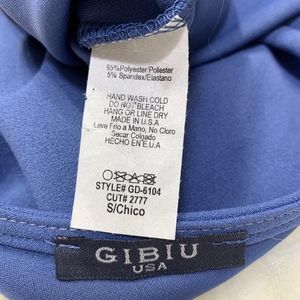 95%Polyester/Poliester
5% Spandex/Elastano
HAND WASH COLD
DO NOT BLEACH
HANG OR LINE DRY
MADE IN U.S.A
Lave Frio a Mano, No Cloro
Secar Colgado
HECHO EN E.U.
STYLE# GD-6104
CUT# 2777
S/Chico
GIBIU
USA